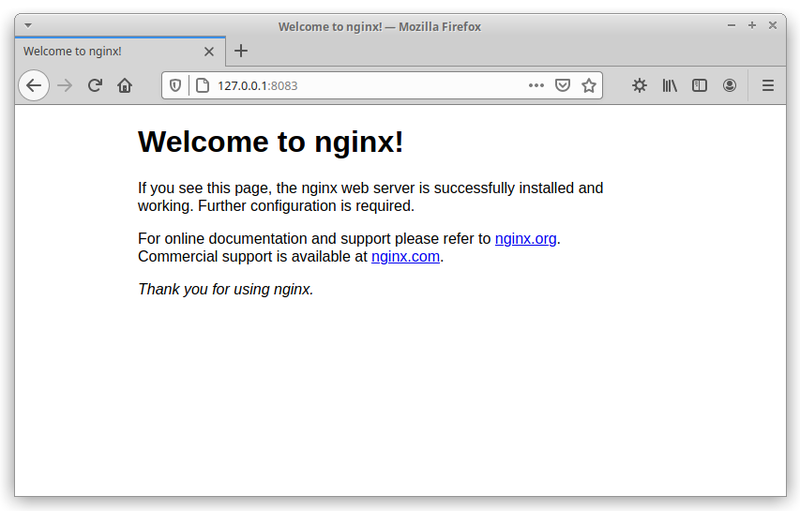 Welcome to nginx! — Mozilla Firefox
Welcome to nginx!
127.0.0.1:8083
Welcome to nginx!
If you see this page, the nginx web server is successfully installed and
working. Further configuration is required.
For online documentation and support please refer to nginx.org.
Commercial support is available at nginx.com.
Thank you for using nginx.